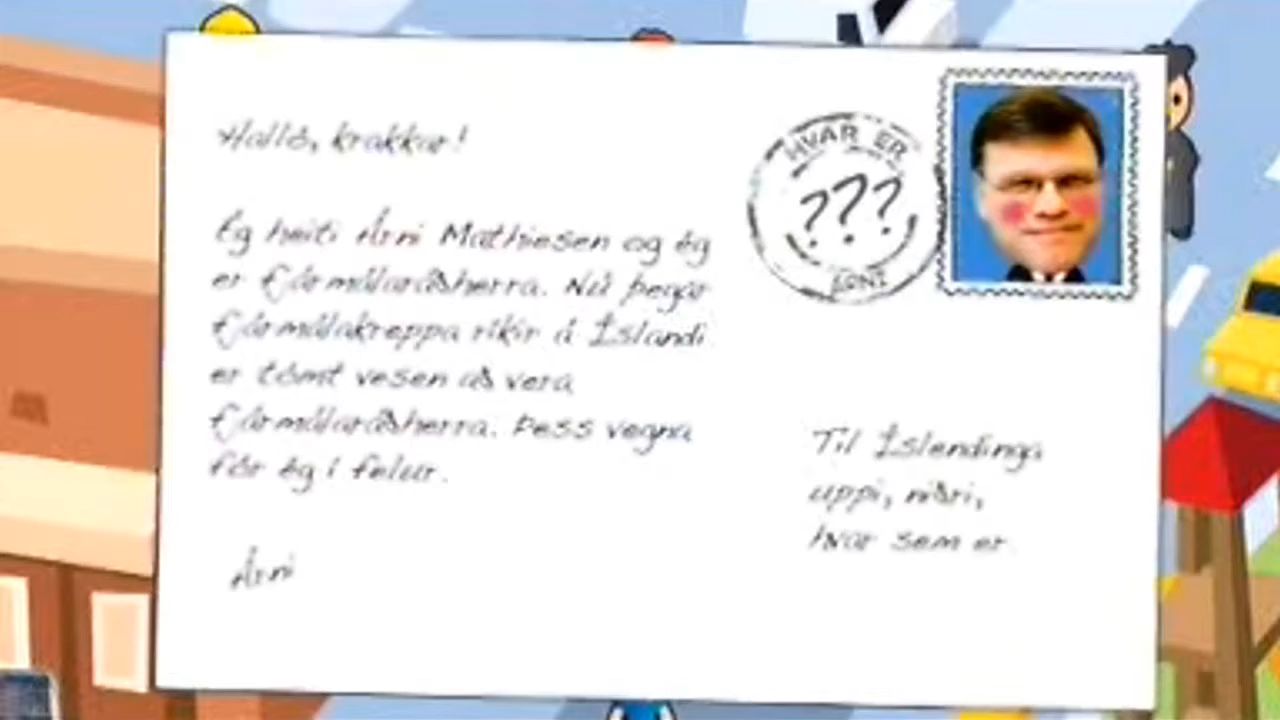 Halló, krakkar!
Ég heiti Árni Mathiesen og ég
er fjármálaráðherra. Nú þegar
fjármálakreppa ríkir á Íslandi
er tómt vesen að vera
fjármálaráðherra. Þess vegna
fór ég í felur.
Árni
HVAR ER
???
ÁRNI
Til Íslendinga
uppi, niðri,
hvar sem er.